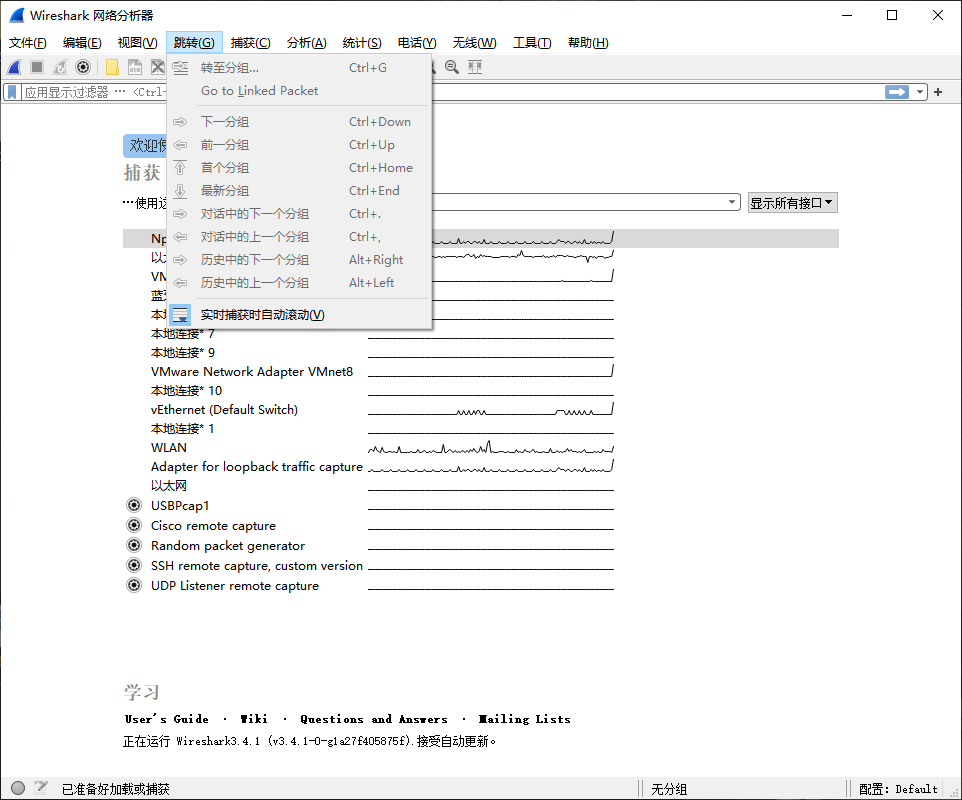 Wireshark 网络分析器
文件(F) 编辑(E) 视图(V) 跳转(G) 捕获(C) 分析(A) 统计(S) 电话(Y) 无线(W) 工具(T) 帮助(H)
应用显示过滤器 … <Ctrl-
转至分组... Ctrl+G
Go to Linked Packet
下一分组 Ctrl+Down
前一分组 Ctrl+Up
首个分组 Ctrl+Home
最新分组 Ctrl+End
对话中的下一个分组 Ctrl+.
对话中的上一个分组 Ctrl+,
历史中的下一个分组 Alt+Right
历史中的上一个分组 Alt+Left
实时捕获时自动滚动(V)
欢迎使
捕获
…使用这
显示所有接口
Np
以太
VM
蓝牙
本地
本地连接* 7
本地连接* 9
VMware Network Adapter VMnet8
本地连接* 10
vEthernet (Default Switch)
本地连接* 1
WLAN
Adapter for loopback traffic capture
以太网
USBPcap1
Cisco remote capture
Random packet generator
SSH remote capture, custom version
UDP Listener remote capture
学习
User's Guide · Wiki · Questions and Answers · Mailing Lists
正在运行 Wireshark3.4.1 (v3.4.1-0-g1a27f405875f).接受自动更新。
已准备好加载或捕获
无分组
配置: Default